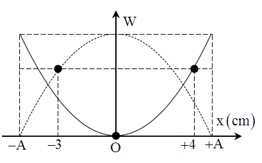 W
x (cm)
−A −3 O +4 +A